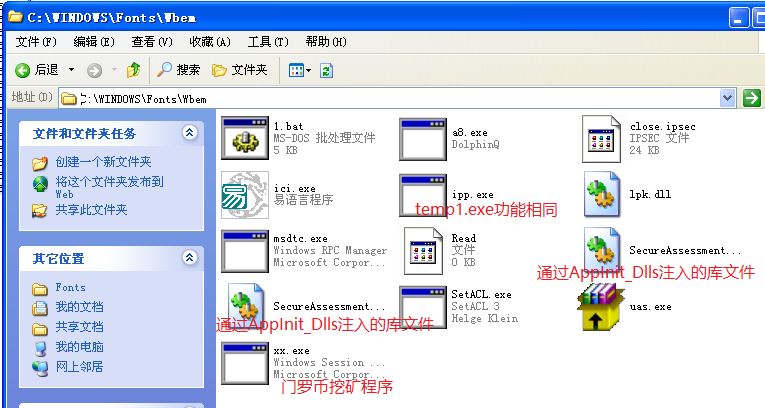 C:\WINDOWS\Fonts\Wbem
文件(F) 编辑(E) 查看(V) 收藏(A) 工具(T) 帮助(H)
后退 搜索 文件夹
地址(D) C:\WINDOWS\Fonts\Wbem
文件和文件夹任务
创建一个新文件夹
将这个文件夹发布到
Web
共享此文件夹
其它位置
Fonts
我的文档
共享文档
我的电脑
网上邻居
1.bat
MS-DOS 批处理文件
5 KB
a8.exe
DolphinQ
close.ipsec
IPSEC 文件
24 KB
ici.exe
易语言程序
ipp.exe
temp1.exe功能相同
lpk.dll
msdtc.exe
Windows RPC Manager
Microsoft Corpor...
Read
文件
0 KB
SecureAssessment...
通过AppInit_Dlls注入的库文件
SecureAssessment...
通过AppInit_Dlls注入的库文件
SetACL.exe
SetACL 3
Helge Klein
uas.exe
xx.exe
Windows Session ...
Microsoft Corpor...
门罗币挖矿程序